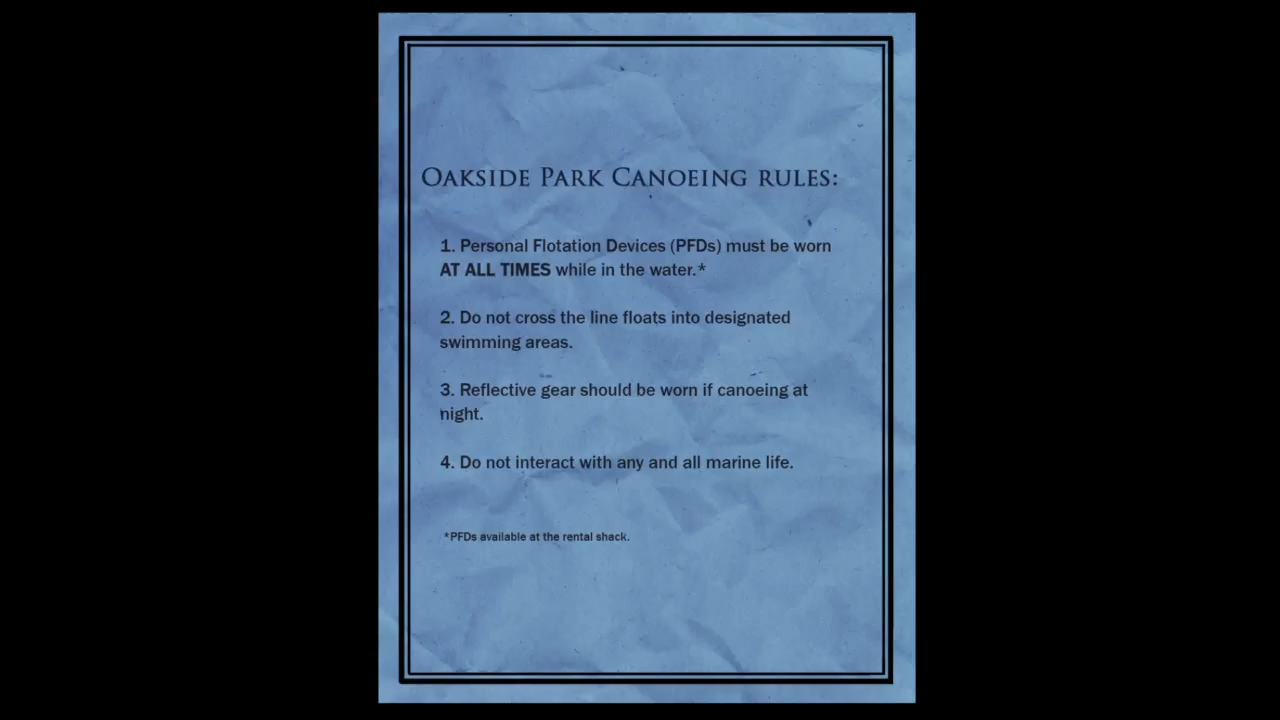 Oakside Park Canoeing rules:
1. Personal Flotation Devices (PFDs) must be worn
AT ALL TIMES while in the water.*
2. Do not cross the line floats into designated
swimming areas.
3. Reflective gear should be worn if canoeing at
night.
4. Do not interact with any and all marine life.
*PFDs available at the rental shack.